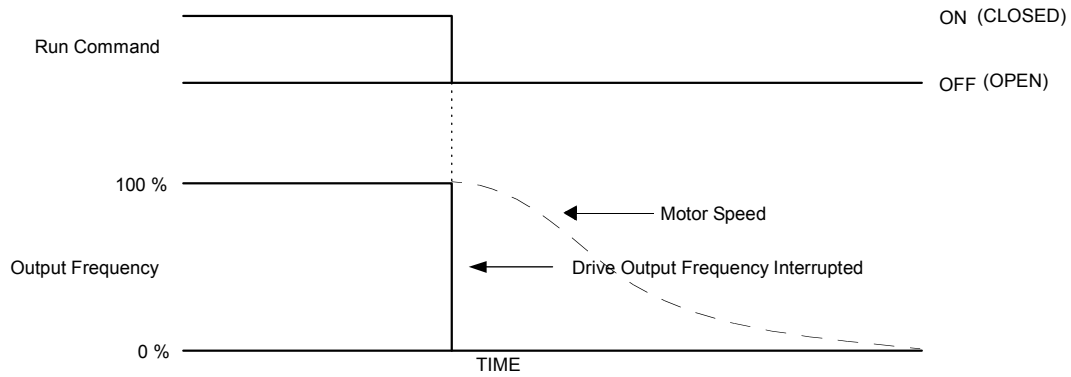 ON (CLOSED)
Run Command
OFF (OPEN)
100 %
Motor Speed
Output Frequency
Drive Output Frequency Interrupted
0 %
TIME